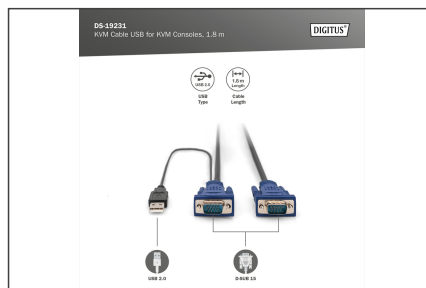 DS-19231
KVM Cable USB for KVM Consoles, 1.8 m
DIGITUS®
USB 2.0
USB
Type
1.8 m
Length
Cable
Length
USB 2.0
D-SUB 15